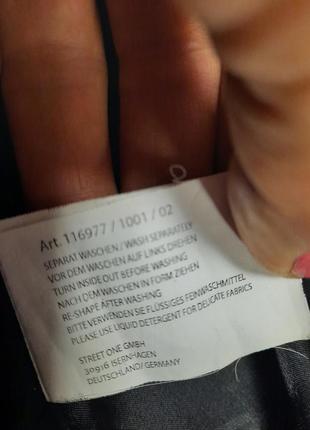 Art. 116977 / 1001 / 02
SEPARAT WASCHEN / WASH SEPARATELY
VOR DEM WASCHEN AUF LINKS DREHEN
TURN INSIDE OUT BEFORE WASHING
NACH DEM WASCHEN IN FORM ZIEHEN
RE-SHAPE AFTER WASHING
BITTE VERWENDEN SIE FLÜSSIGES FEINWASCHMITTEL
PLEASE USE LIQUID DETERGENT FOR DELICATE FABRICS
STREET ONE GMBH
30916 ISERNHAGEN
DEUTSCHLAND/ GERMANY